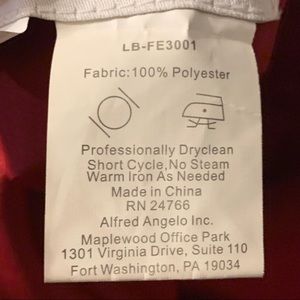 LB-FE3001
Fabric:100% Polyester
Professionally Dryclean
Short Cycle,No Steam
Warm Iron As Needed
Made in China
RN 24766
Alfred Angelo Inc.
Maplewood Office Park
1301 Virginia Drive, Suite 110
Fort Washington, PA 19034